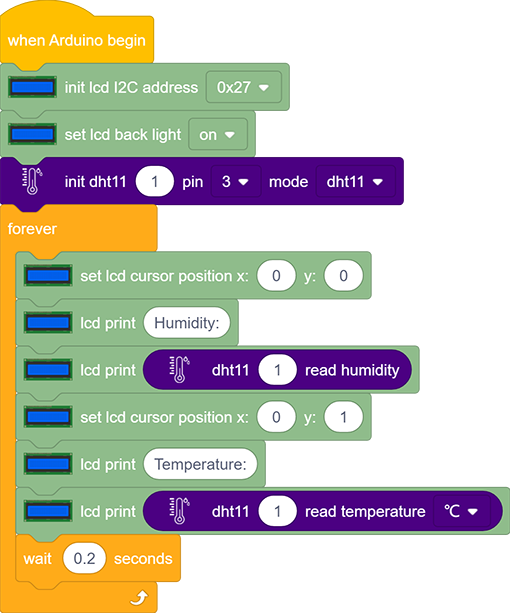 when Arduino begin
init lcd I2C address 0x27
set lcd back light on
init dht11 1 pin 3 mode dht11
forever
set lcd cursor position x: 0 y: 0
lcd print Humidity:
lcd print dht11 1 read humidity
set lcd cursor position x: 0 y: 1
lcd print Temperature:
lcd print dht11 1 read temperature ℃
wait 0.2 seconds